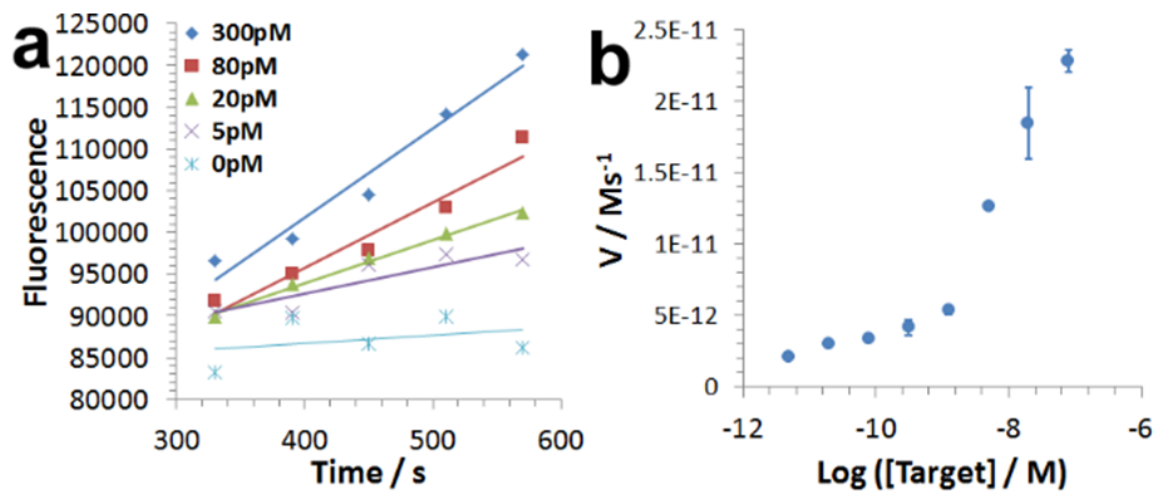 a
125000
120000
115000
110000
105000
100000
95000
90000
85000
80000
Fluorescence
300pM
80pM
20pM
5pM
0pM
300
400
500
600
Time / s
b
2.5E-11
2E-11
1.5E-11
1E-11
5E-12
0
V / Ms⁻¹
-12
-10
-8
-6
Log ([Target] / M)